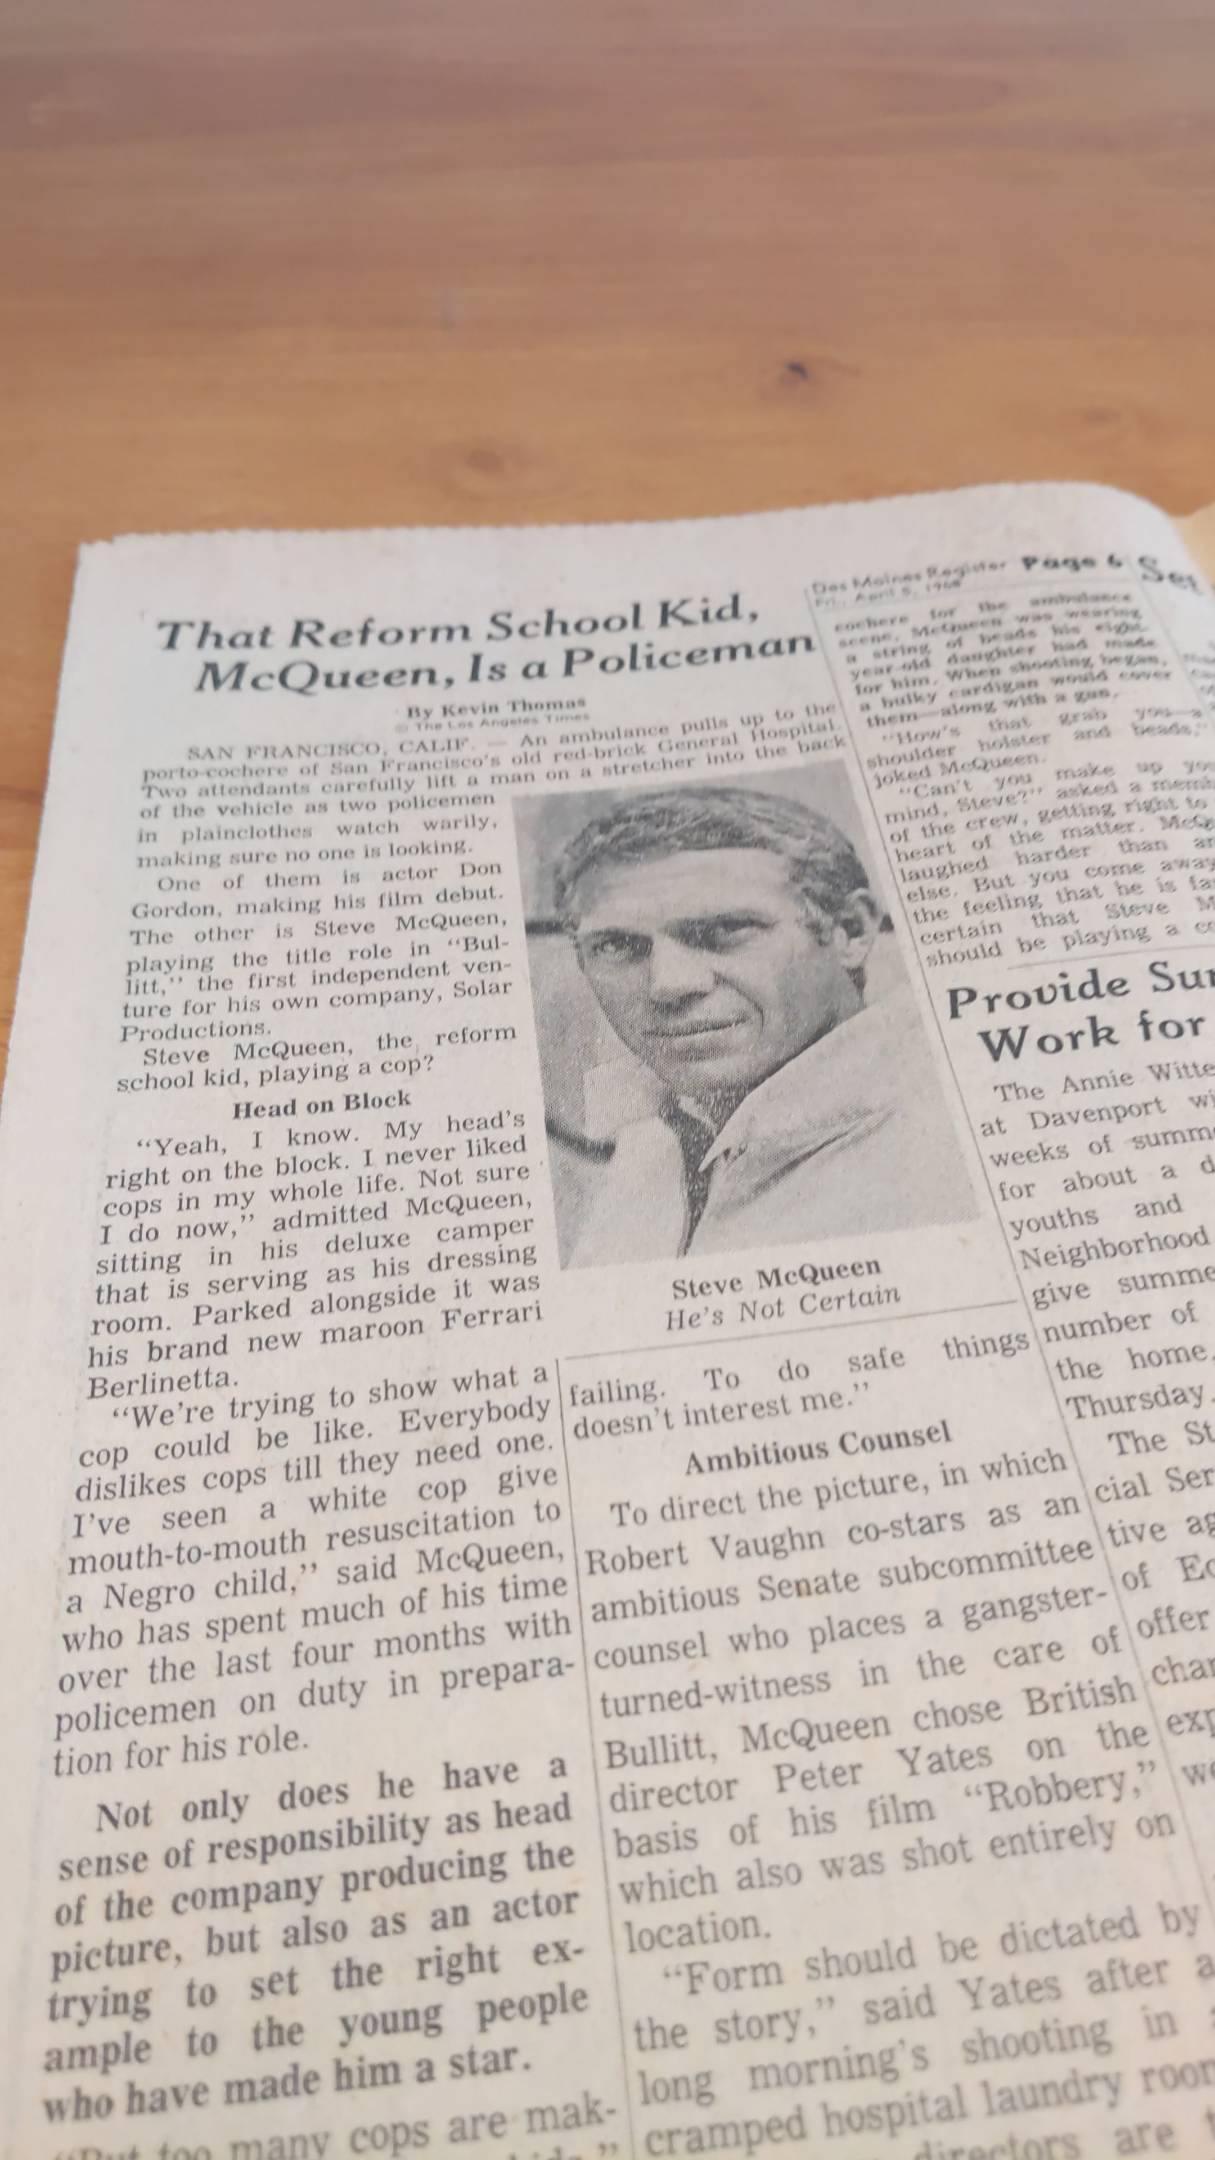 That Reform School Kid,
McQueen, Is a Policeman
By Kevin Thomas
© The Los Angeles Times
SAN FRANCISCO, CALIF. — An ambulance pulls up to the
porto-cochere of San Francisco's old red-brick General Hospital.
Two attendants carefully lift a man on a stretcher into the back
of the vehicle as two policemen
in plainclothes watch warily,
making sure no one is looking.
One of them is actor Don
Gordon, making his film debut.
The other is Steve McQueen,
playing the title role in "Bul-
litt," the first independent ven-
ture for his own company, Solar
Productions.
Steve McQueen, the reform
school kid, playing a cop?
Head on Block
"Yeah, I know. My head's
right on the block. I never liked
cops in my whole life. Not sure
I do now," admitted McQueen,
sitting in his deluxe camper
that is serving as his dressing
room. Parked alongside it was
his brand new maroon Ferrari
Berlinetta.
"We're trying to show what a
cop could be like. Everybody
dislikes cops till they need one.
I've seen a white cop give
mouth-to-mouth resuscitation to
a Negro child," said McQueen,
who has spent much of his time
over the last four months with
policemen on duty in prepara-
tion for his role.
Not only does he have a
sense of responsibility as head
of the company producing the
picture, but also as an actor
trying to set the right ex-
ample to the young people
who have made him a star.
too many cops are mak-
Steve McQueen
He's Not Certain
failing. To do safe things
doesn't interest me."
Ambitious Counsel
To direct the picture, in which
Robert Vaughn co-stars as an
ambitious Senate subcommittee
counsel who places a gangster-
turned-witness in the care of
Bullitt, McQueen chose British
director Peter Yates on the
basis of his film "Robbery,"
which also was shot entirely on
location.
"Form should be dictated by
the story," said Yates after a
long morning's shooting in
cramped hospital laundry room
directors are
Des Moines Register Page 6
Fri., April 5, 1968
cochere for the ambulance
scene, McQueen was wearing
a string of beads his eight-
year-old daughter had made
for him. When shooting began,
a bulky cardigan would cover
them—along with a gun.
"How's that grab you—a
shoulder holster and beads,"
joked McQueen.
"Can't you make up
mind, Steve?" asked a
of the crew, getting right to
heart of the matter.
laughed harder than
else. But you come away
the feeling that he is
certain that Steve
should be playing a
Provide
Work for
The Annie
at Davenport
weeks of
for about a
youths and
Neighborhood
give
number of
the home,
Thursday.
The
cial
tive
of
offer